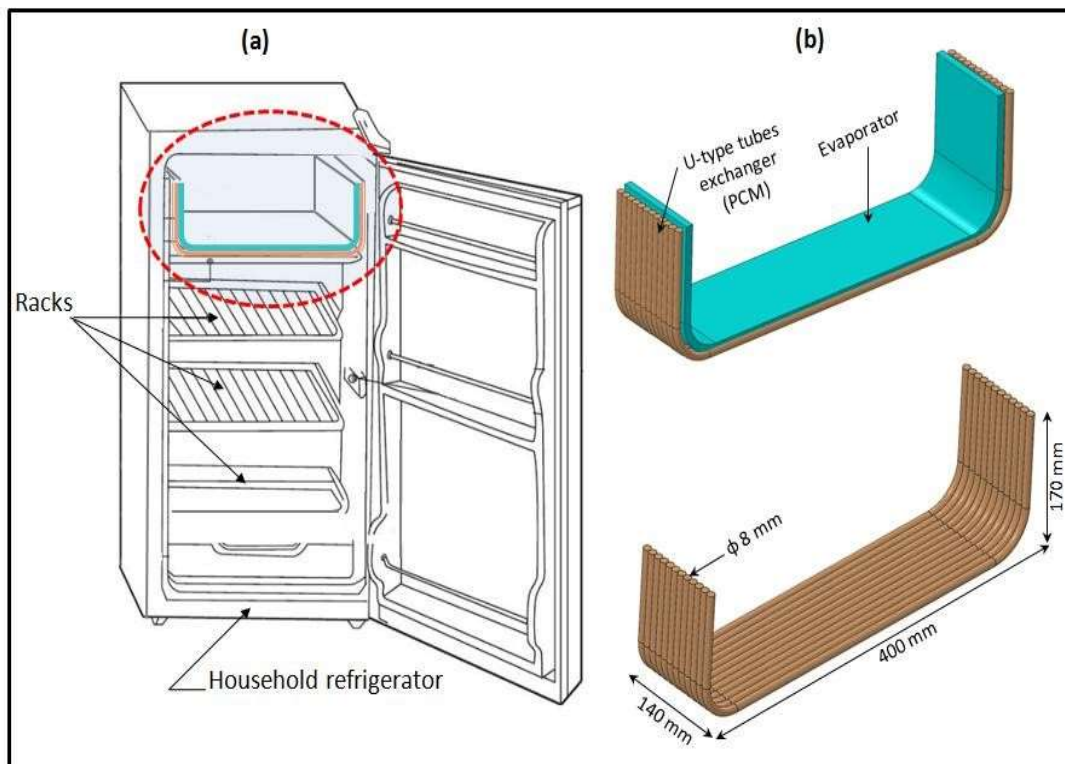 (a)
(b)
U-type tubes
exchanger
(PCM)
Evaporator
Racks
ϕ 8 mm
170 mm
400 mm
140 mm
Household refrigerator